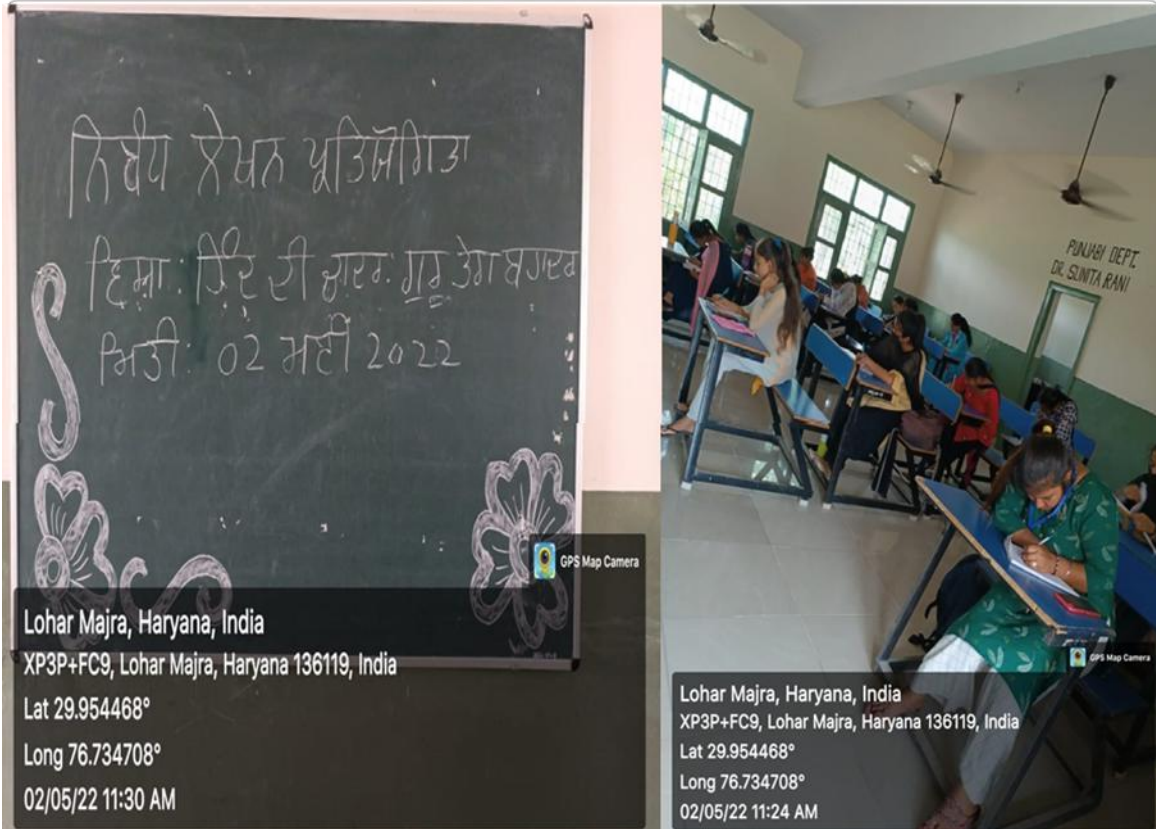 ਨਿਬੰਧ ਲੇਖਨ ਪ੍ਰਤਿਯੋਗਿਤਾ
ਵਿਸ਼ਾ: ਹਿੰਦ ਦੀ ਚਾਦਰ: ਗੁਰੂ ਤੇਗ ਬਹਾਦਰ
ਮਿਤੀ: 02 ਮਈ 2022
GPS Map Camera
Lohar Majra, Haryana, India
XP3P+FC9, Lohar Majra, Haryana 136119, India
Lat 29.954468°
Long 76.734708°
02/05/22 11:30 AM
PUNJABI DEPT.
DR. SUNITA RANI
GPS Map Camera
Lohar Majra, Haryana, India
XP3P+FC9, Lohar Majra, Haryana 136119, India
Lat 29.954468°
Long 76.734708°
02/05/22 11:24 AM